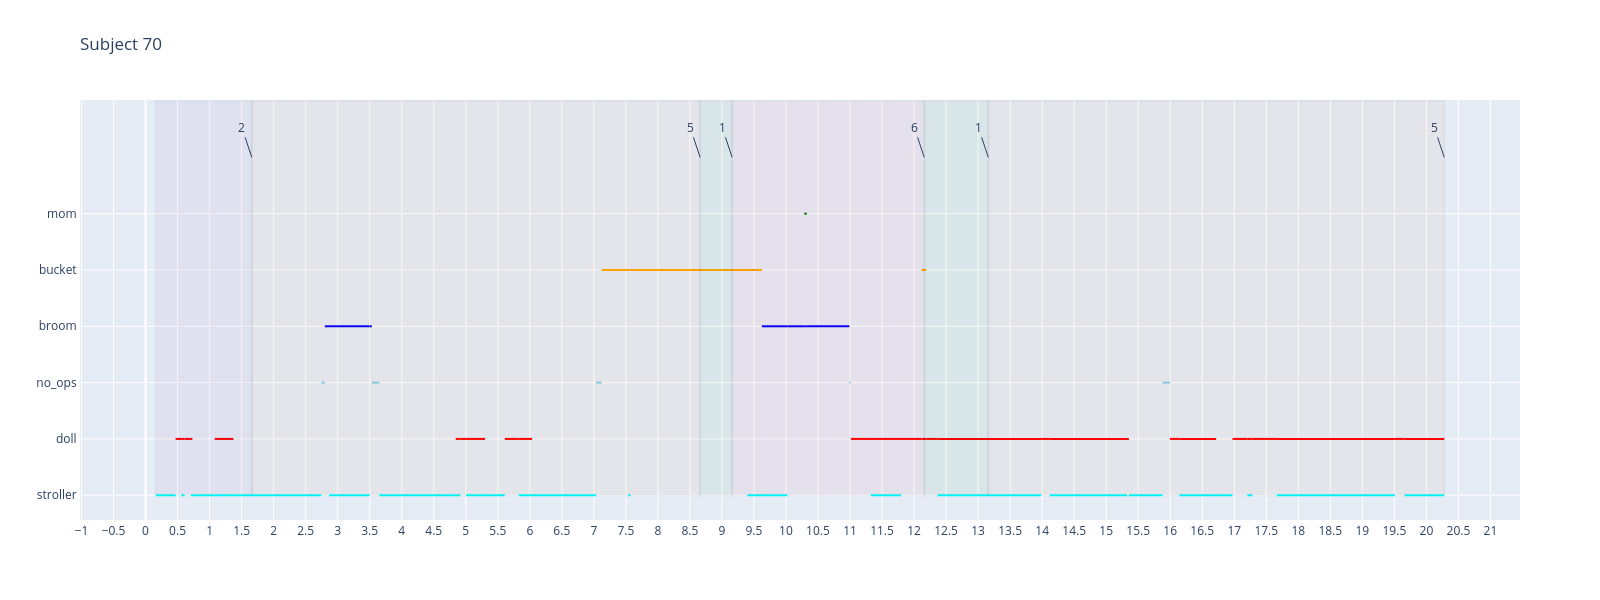 Subject 70
2 5 1 6 1 5
mom
bucket
broom
no_ops
doll
stroller
−1 −0.5 0 0.5 1 1.5 2 2.5 3 3.5 4 4.5 5 5.5 6 6.5 7 7.5 8 8.5 9 9.5 10 10.5 11 11.5 12 12.5 13 13.5 14 14.5 15 15.5 16 16.5 17 17.5 18 18.5 19 19.5 20 20.5 21